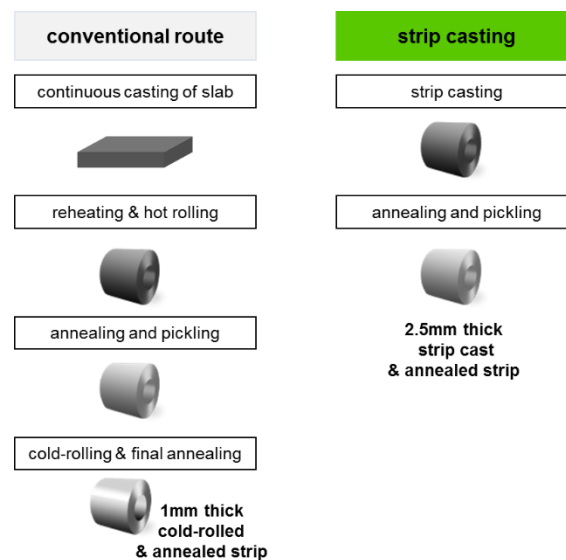 conventional route
continuous casting of slab
reheating & hot rolling
annealing and pickling
cold-rolling & final annealing
1mm thick
cold-rolled
& annealed strip
strip casting
strip casting
annealing and pickling
2.5mm thick
strip cast
& annealed strip